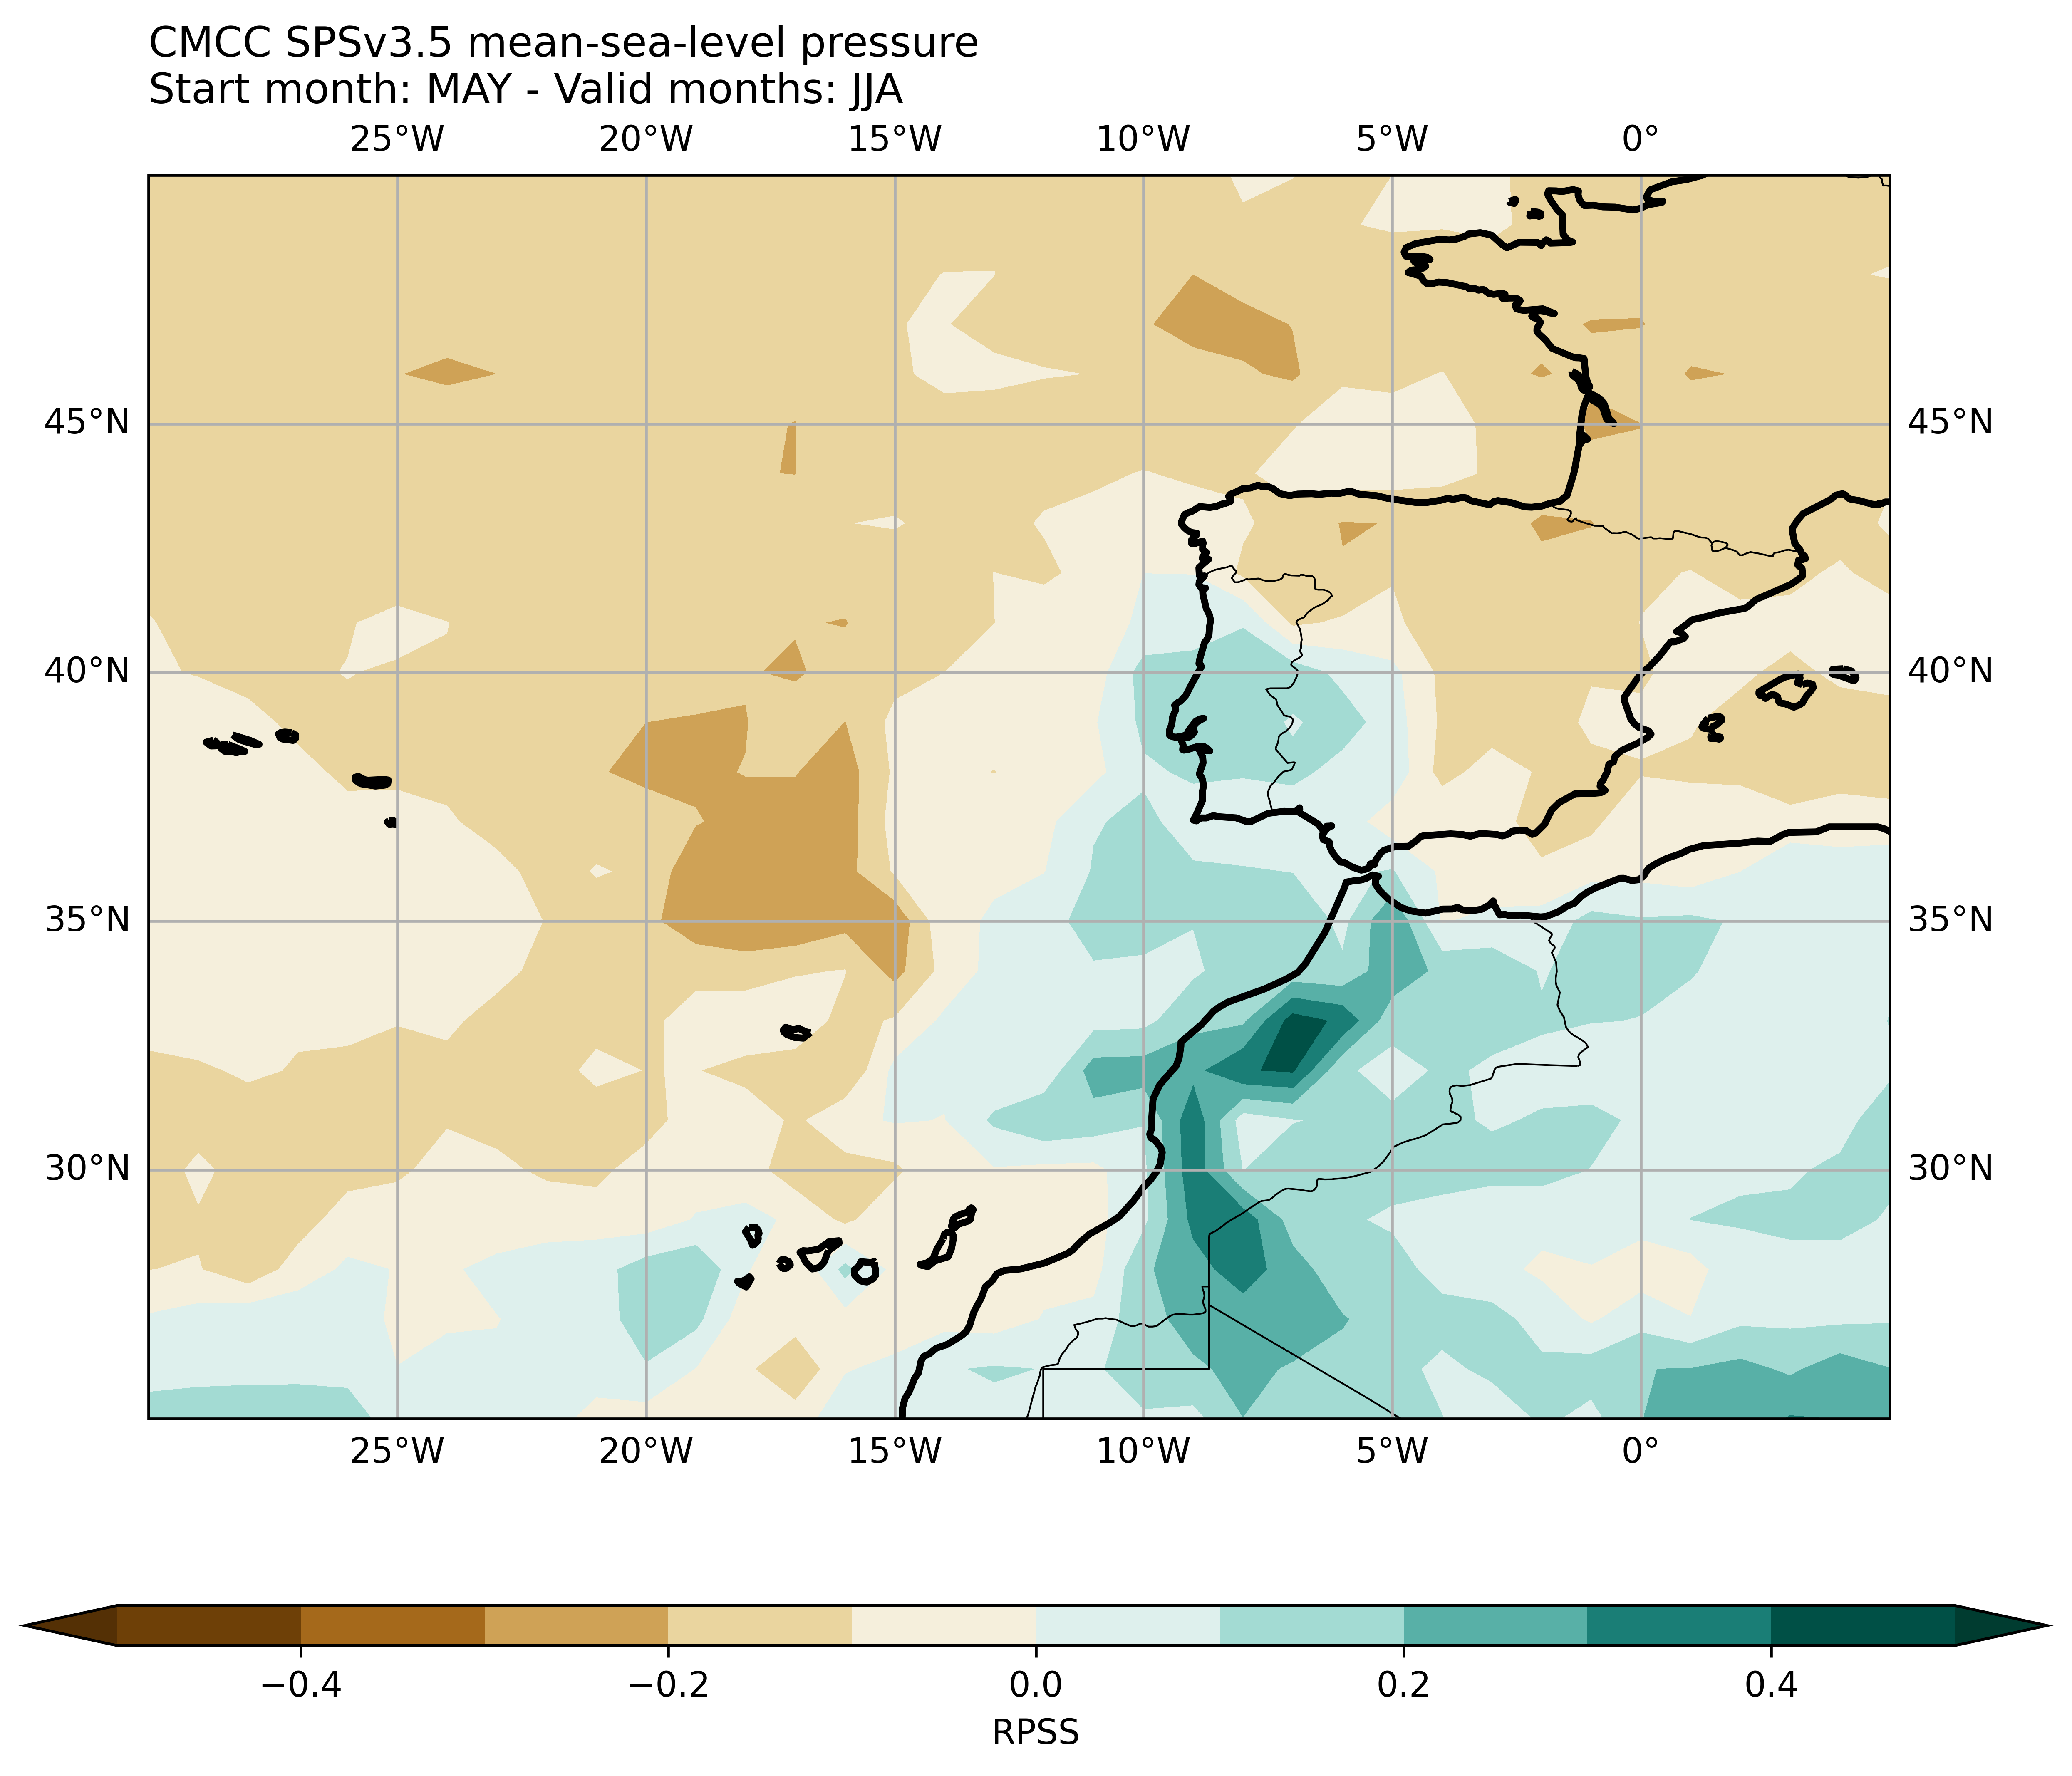 CMCC SPSv3.5 mean-sea-level pressure
Start month: MAY - Valid months: JJA
25°W 20°W 15°W 10°W 5°W 0°
45°N 45°N
40°N 40°N
35°N 35°N
30°N 30°N
25°W 20°W 15°W 10°W 5°W 0°
−0.4 −0.2 0.0 0.2 0.4
RPSS